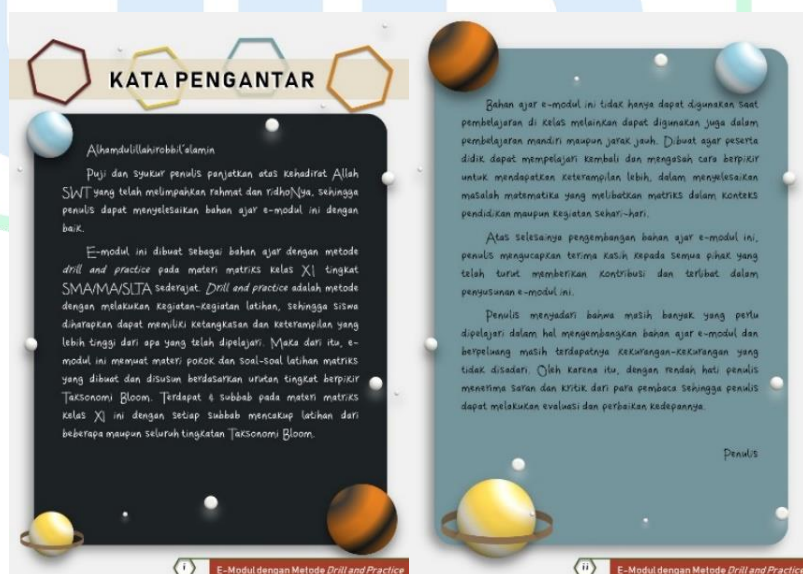 KATA PENGANTAR
Alhamdulillahirobbil'alamin
Puji dan syukur penulis panjatkan atas kehadirat Allah
SWT yang telah melimpahkan rahmat dan ridhoNya, sehingga
penulis dapat menyelesaikan bahan ajar e-modul ini dengan
baik.
E-modul ini dibuat sebagai bahan ajar dengan metode
drill and practice pada materi matriks kelas XI tingkat
SMA/MA/SLTA sederajat. Drill and practice adalah metode
dengan melakukan kegiatan-kegiatan latihan, sehingga siswa
diharapkan dapat memiliki ketangkasan dan keterampilan yang
lebih tinggi dari apa yang telah dipelajari. Maka dari itu, e-
modul ini memuat materi pokok dan soal-soal latihan matriks
yang dibuat dan disusun berdasarkan urutan tingkat berpikir
Taksonomi Bloom. Terdapat subbab pada materi matriks
kelas XI ini dengan setiap subbab mencakup latihan dari
beberapa maupun seluruh tingkatan Taksonomi Bloom.
i
E-Modul dengan Metode Drill and Practice
Bahan ajar e-modul ini tidak hanya dapat digunakan saat
pembelajaran di kelas melainkan dapat digunakan juga dalam
pembelajaran mandiri maupun jarak jauh. Dibuat agar peserta
didik dapat mempelajari kembali dan mengasah cara berpikir
untuk mendapatkan keterampilan lebih, dalam menyelesaikan
masalah matematika yang melibatkan matriks dalam konteks
pendidikan maupun kegiatan sehari-hari.
Atas selesainya pengembangan bahan ajar e-modul ini,
penulis mengucapkan terima kasih kepada semua pihak yang
telah turut memberikan kontribusi dan terlibat dalam
penyusunan e-modul ini.
Penulis menyadari bahwa masih banyak yang perlu
dipelajari dalam hal mengembangkan bahan ajar e-modul dan
berpeluang masih terdapatnya kekurangan-kekurangan yang
tidak disadari. Oleh karena itu, dengan rendah hati penulis
menerima saran dan kritik dari para pembaca sehingga penulis
dapat melakukan evaluasi dan perbaikan kedepannya.
Penulis
ii
E-Modul dengan Metode Drill and Practice